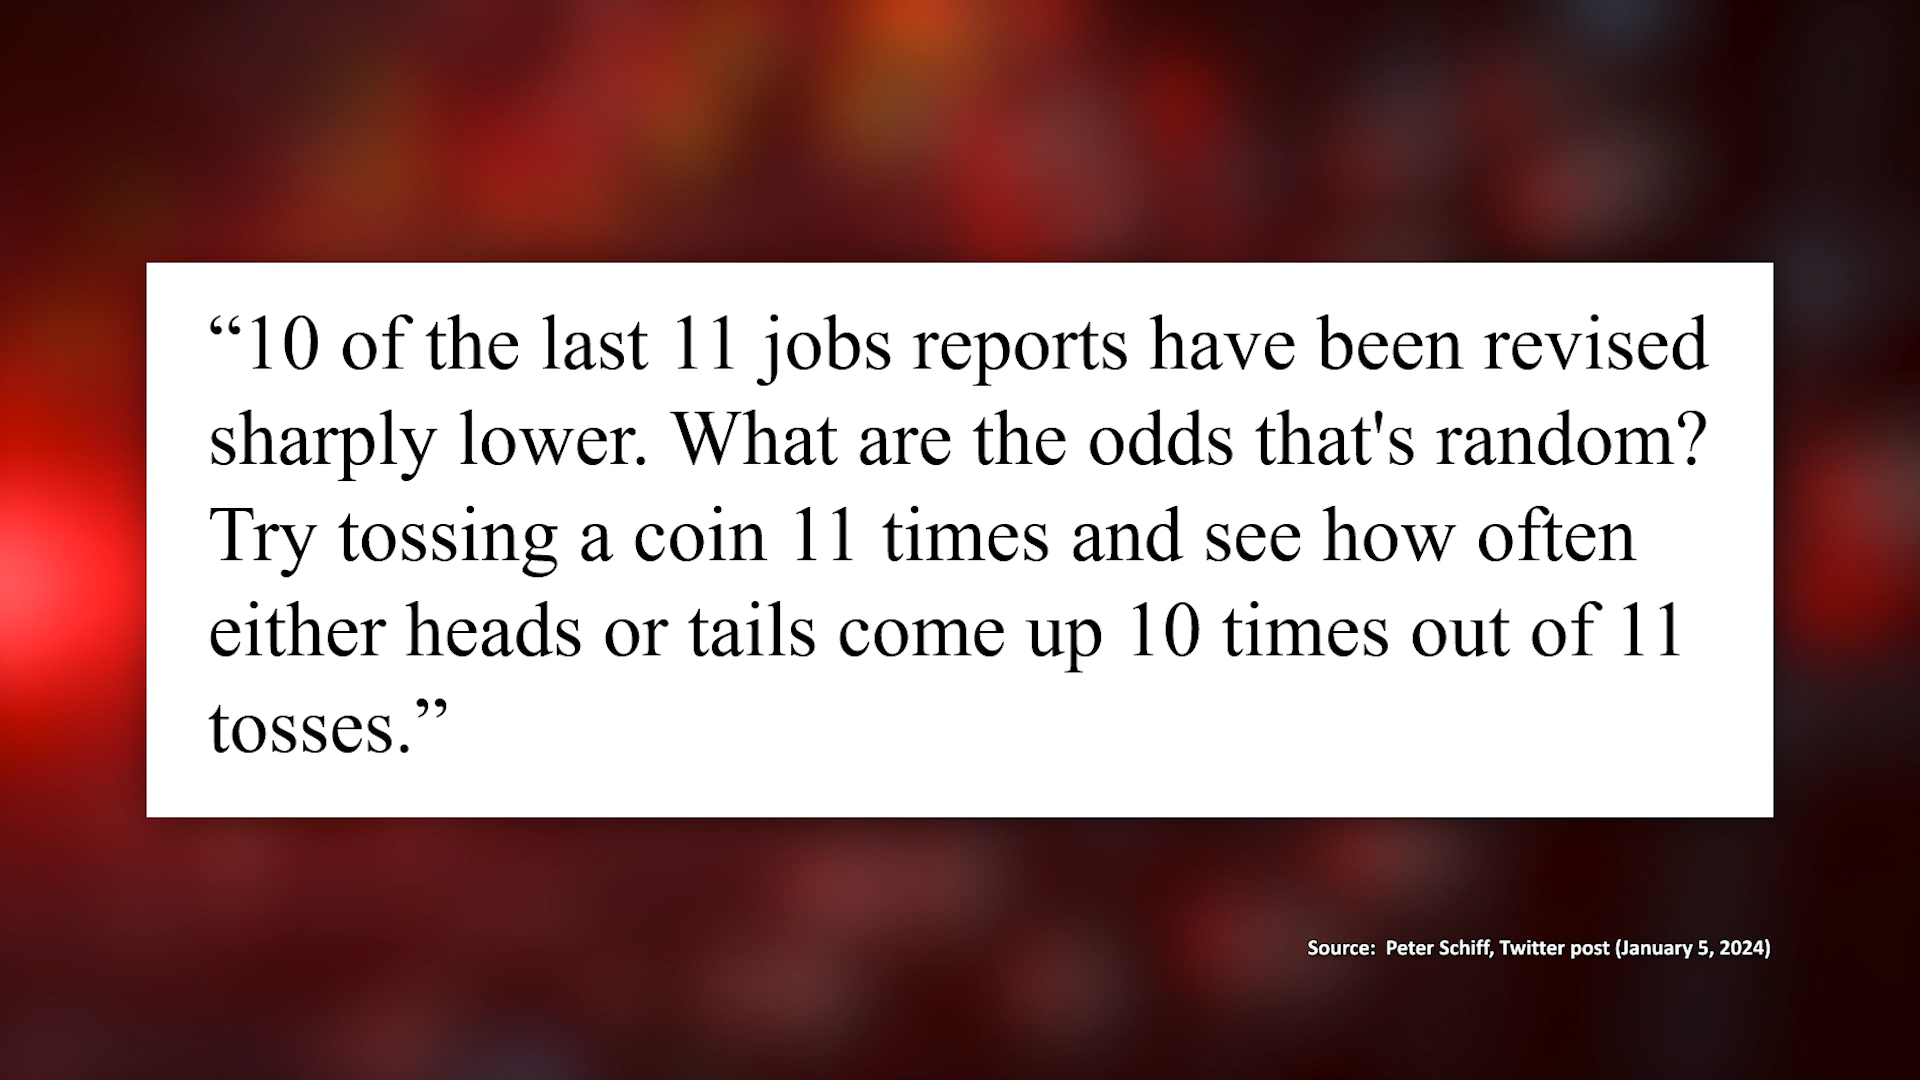 “10 of the last 11 jobs reports have been revised
sharply lower. What are the odds that's random?
Try tossing a coin 11 times and see how often
either heads or tails come up 10 times out of 11
tosses.”
Source:  Peter Schiff, Twitter post (January 5, 2024)